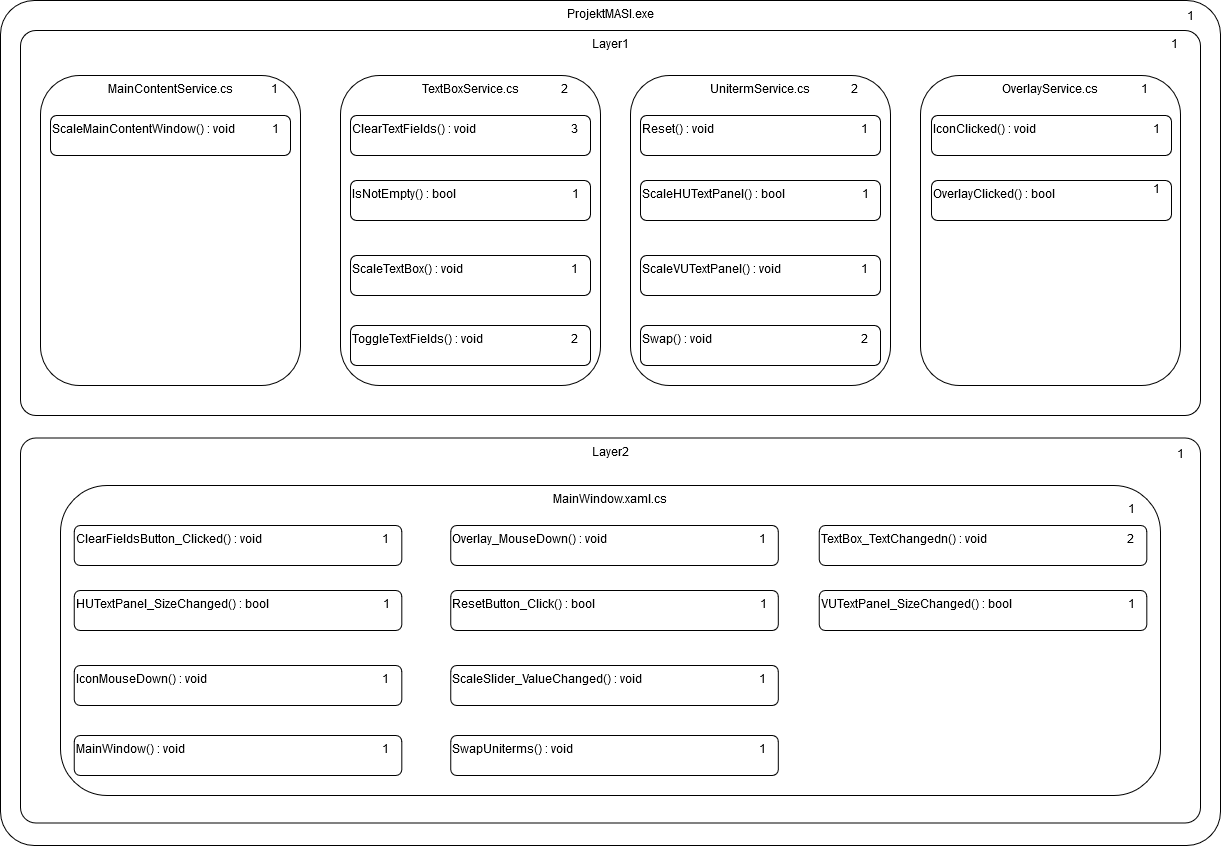 ProjektMASI.exe 1
Layer1 1
MainContentService.cs 1
ScaleMainContentWindow() : void 1
TextBoxService.cs 2
ClearTextFields() : void 3
IsNotEmpty() : bool 1
ScaleTextBox() : void 1
ToggleTextFields() : void 2
UnitermService.cs 2
Reset() : void 1
ScaleHUTextPanel() : bool 1
ScaleVUTextPanel() : void 1
Swap() : void 2
OverlayService.cs 1
IconClicked() : void 1
OverlayClicked() : bool 1
Layer2 1
MainWindow.xaml.cs 1
ClearFieldsButton_Clicked() : void 1
HUTextPanel_SizeChanged() : bool 1
IconMouseDown() : void 1
MainWindow() : void 1
Overlay_MouseDown() : void 1
ResetButton_Click() : bool 1
ScaleSlider_ValueChanged() : void 1
SwapUniterms() : void 1
TextBox_TextChangedn() : void 2
VUTextPanel_SizeChanged() : bool 1